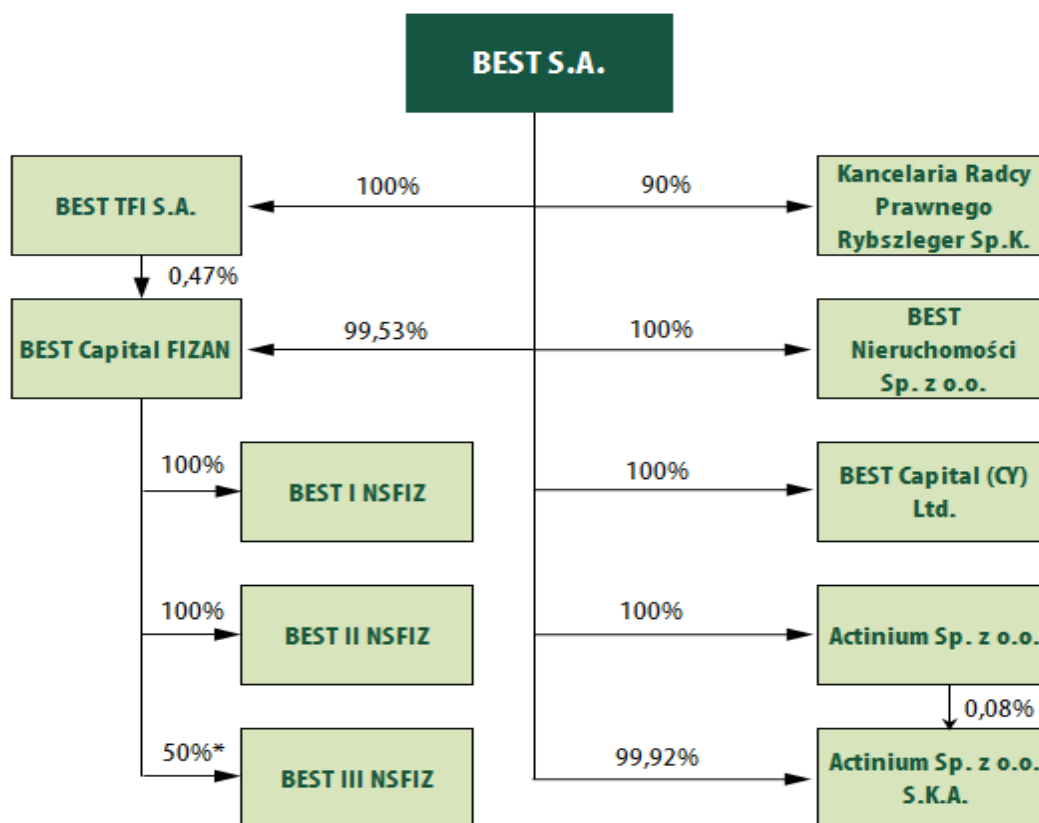 BEST S.A.
BEST TFI S.A.
100%
90%
Kancelaria Radcy
Prawnego
Rybszleger Sp.K.
0,47%
BEST Capital FIZAN
99,53%
100%
BEST
Nieruchomości
Sp. z o.o.
100%
BEST I NSFIZ
100%
BEST Capital (CY)
Ltd.
100%
BEST II NSFIZ
100%
Actinium Sp. z o.o.
0,08%
50%*
BEST III NSFIZ
99,92%
Actinium Sp. z o.o.
S.K.A.